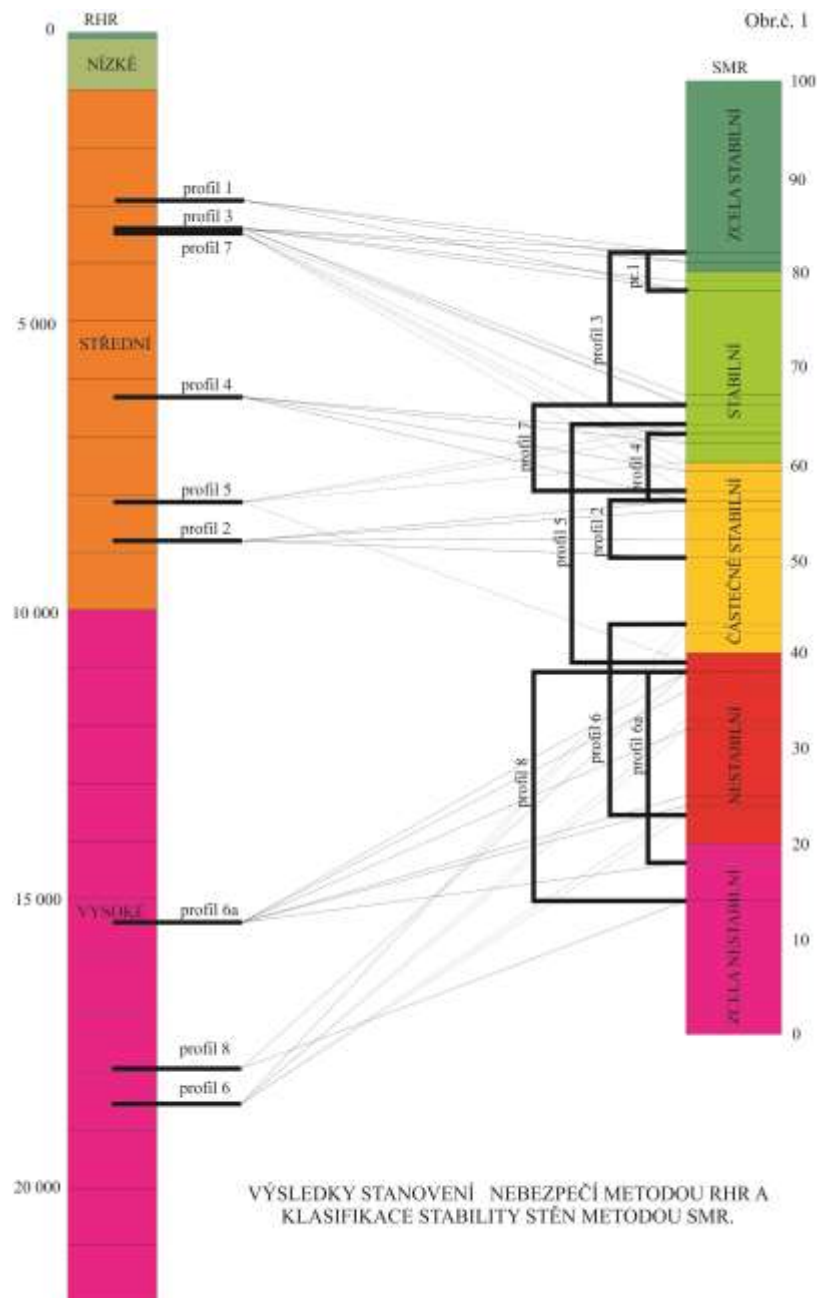 Obr.č. 1
RHR
0
NÍZKÉ
profil 1
profil 3
profil 7
5 000
STŘEDNÍ
profil 4
profil 5
profil 2
10 000
15 000
VYSOKÉ
profil 6a
profil 8
profil 6
20 000
SMR
100
ZCELA STABILNÍ
90
80
STABILNÍ
70
60
ČÁSTEČNĚ STABILNÍ
50
40
NESTABILNÍ
30
20
ZCELA NESTABILNÍ
10
0
pr.1
profil 3
profil 7
profil 4
profil 5
profil 2
profil 6
profil 6a
profil 8
VÝSLEDKY STANOVENÍ NEBEZPEČÍ METODOU RHR A
KLASIFIKACE STABILITY STĚN METODOU SMR.